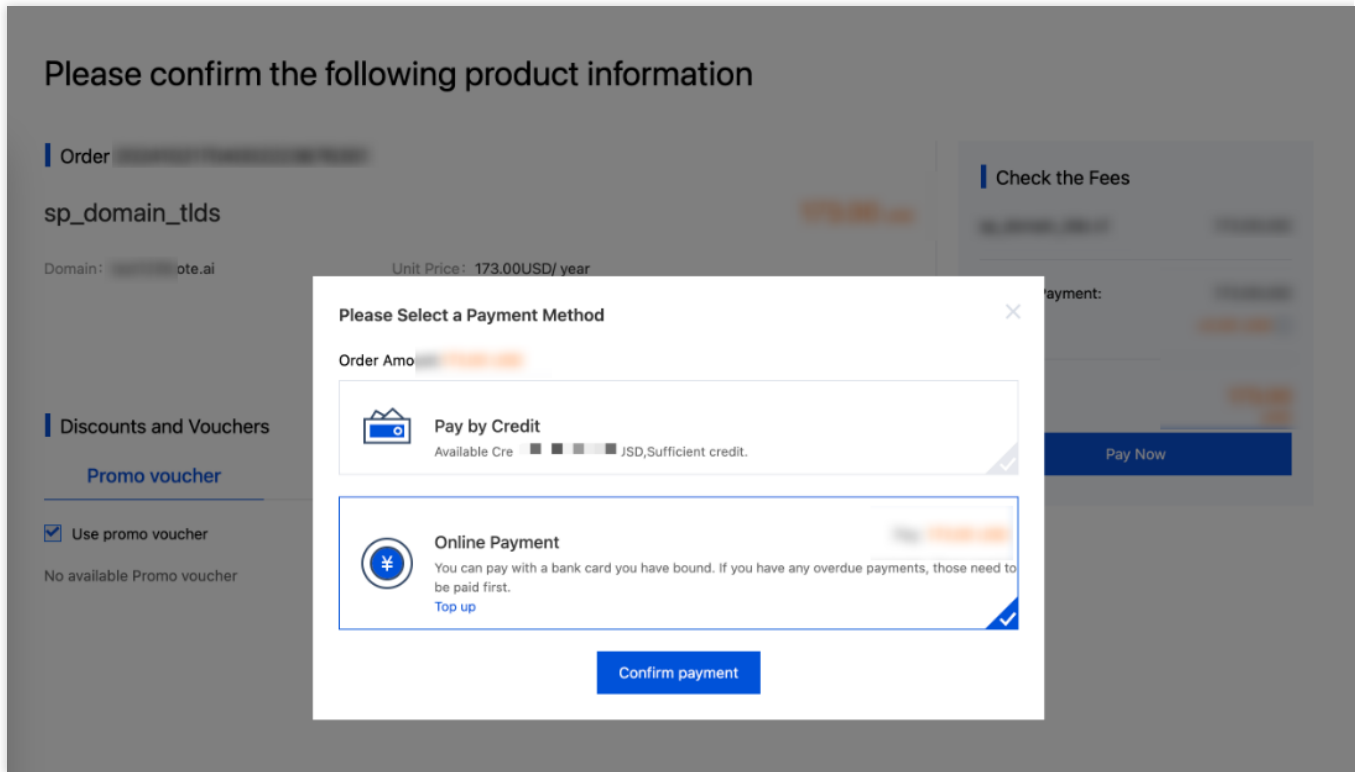 Please confirm the following product information
Order
sp_domain_tlds
Domain: ote.ai
Unit Price: 173.00USD/ year
Check the Fees
ayment:
Pay Now
Discounts and Vouchers
Promo voucher
Use promo voucher
No available Promo voucher
Please Select a Payment Method
Order Amo
Pay by Credit
Available Cre JSD,Sufficient credit.
Online Payment
You can pay with a bank card you have bound. If you have any overdue payments, those need to
be paid first.
Top up
Confirm payment